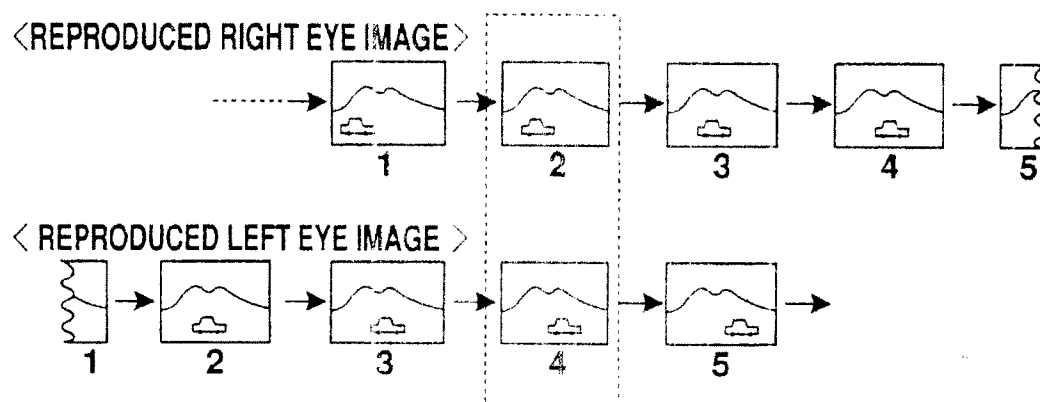 <REPRODUCED RIGHT EYE IMAGE>
1 2 3 4 5
< REPRODUCED LEFT EYE IMAGE >
1 2 3 4 5